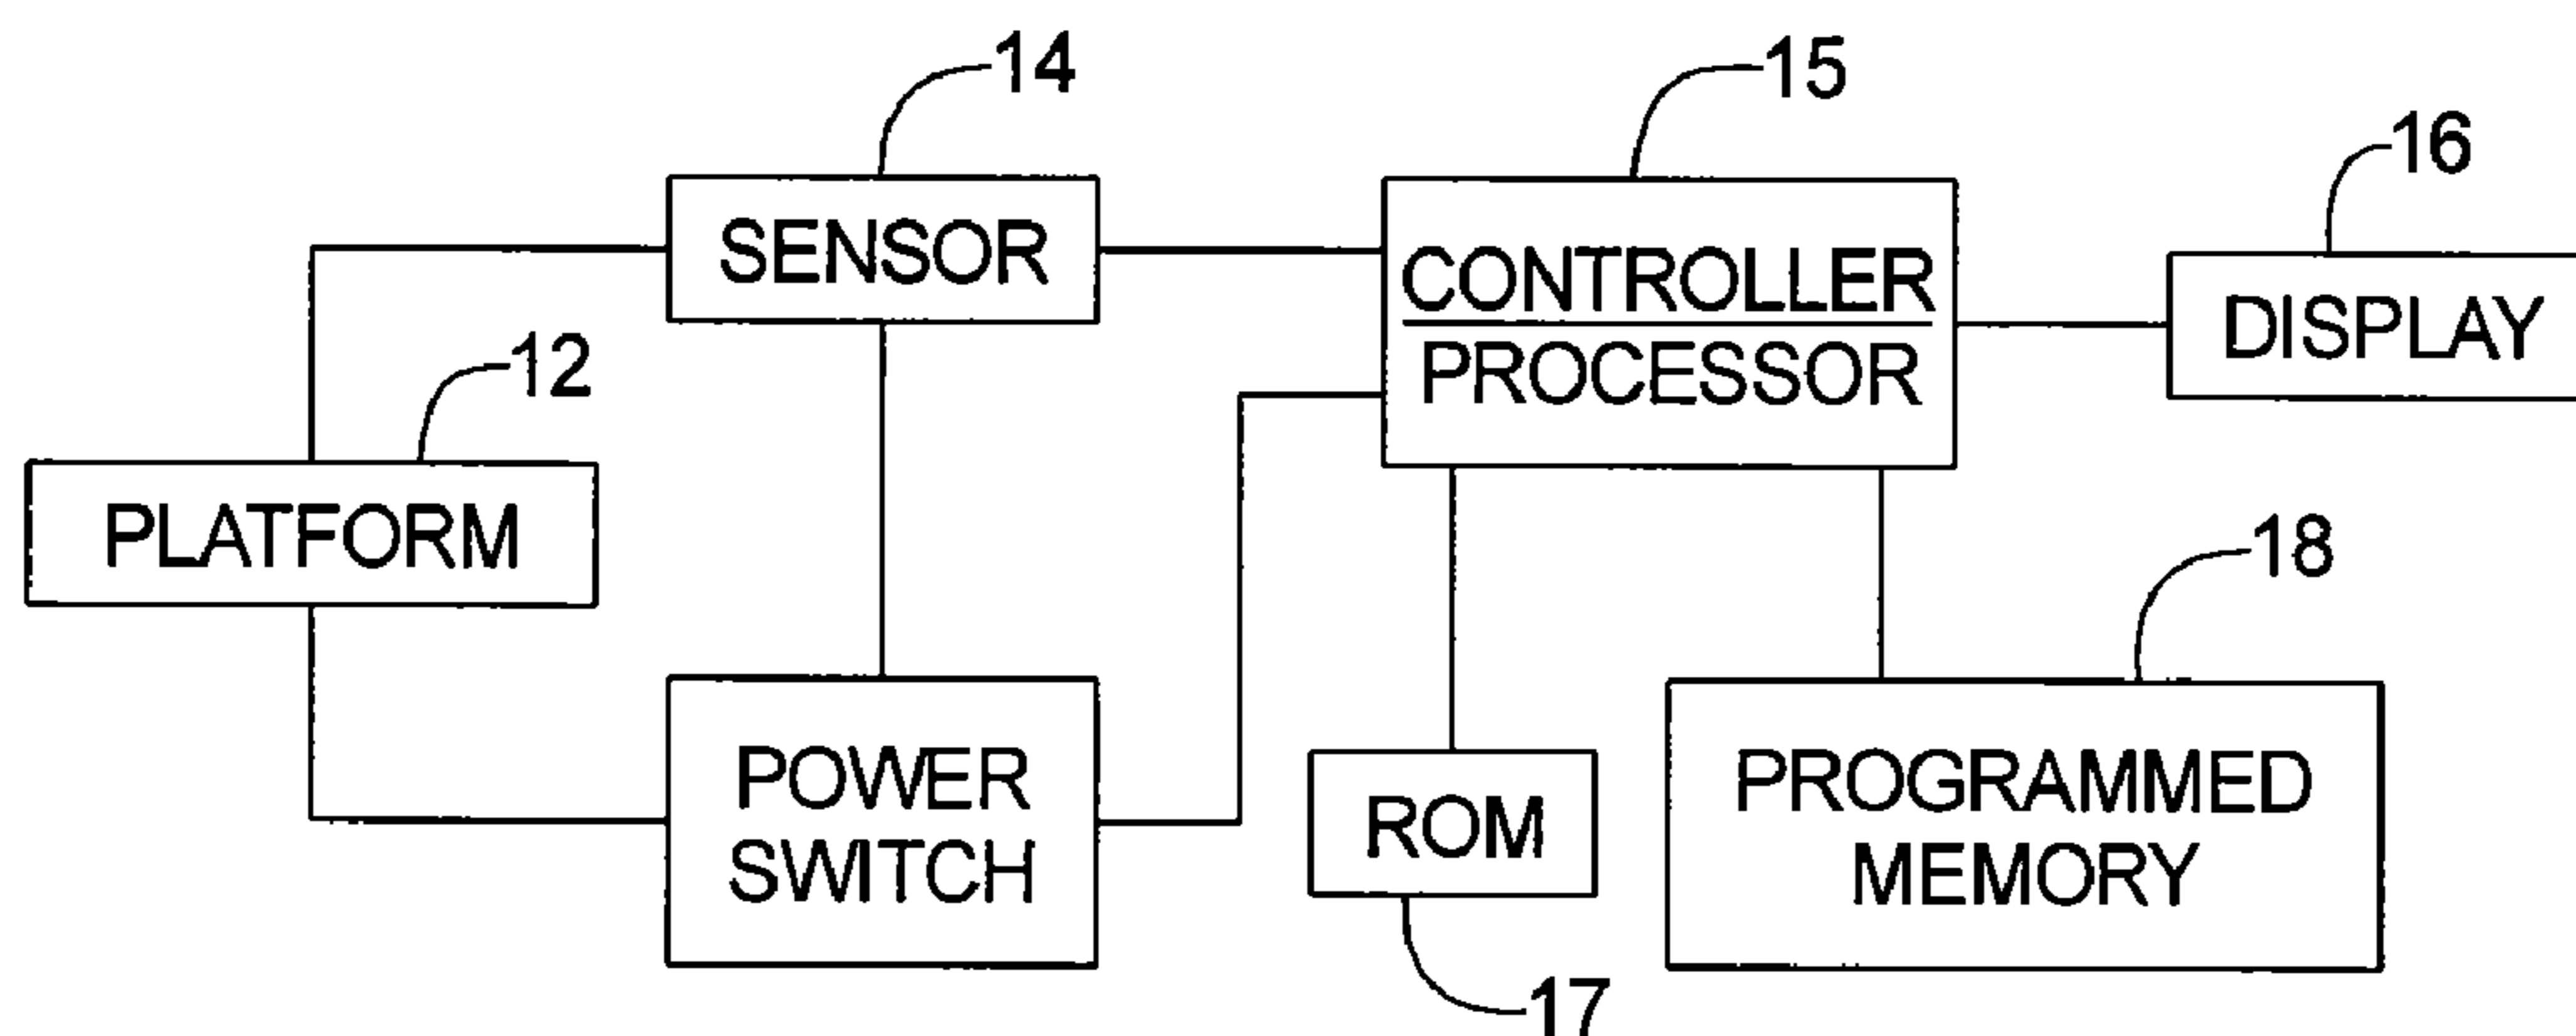 14
15
16
SENSOR
CONTROLLER
PROCESSOR
DISPLAY
12
PLATFORM
18
POWER
SWITCH
ROM
PROGRAMMED
MEMORY
17